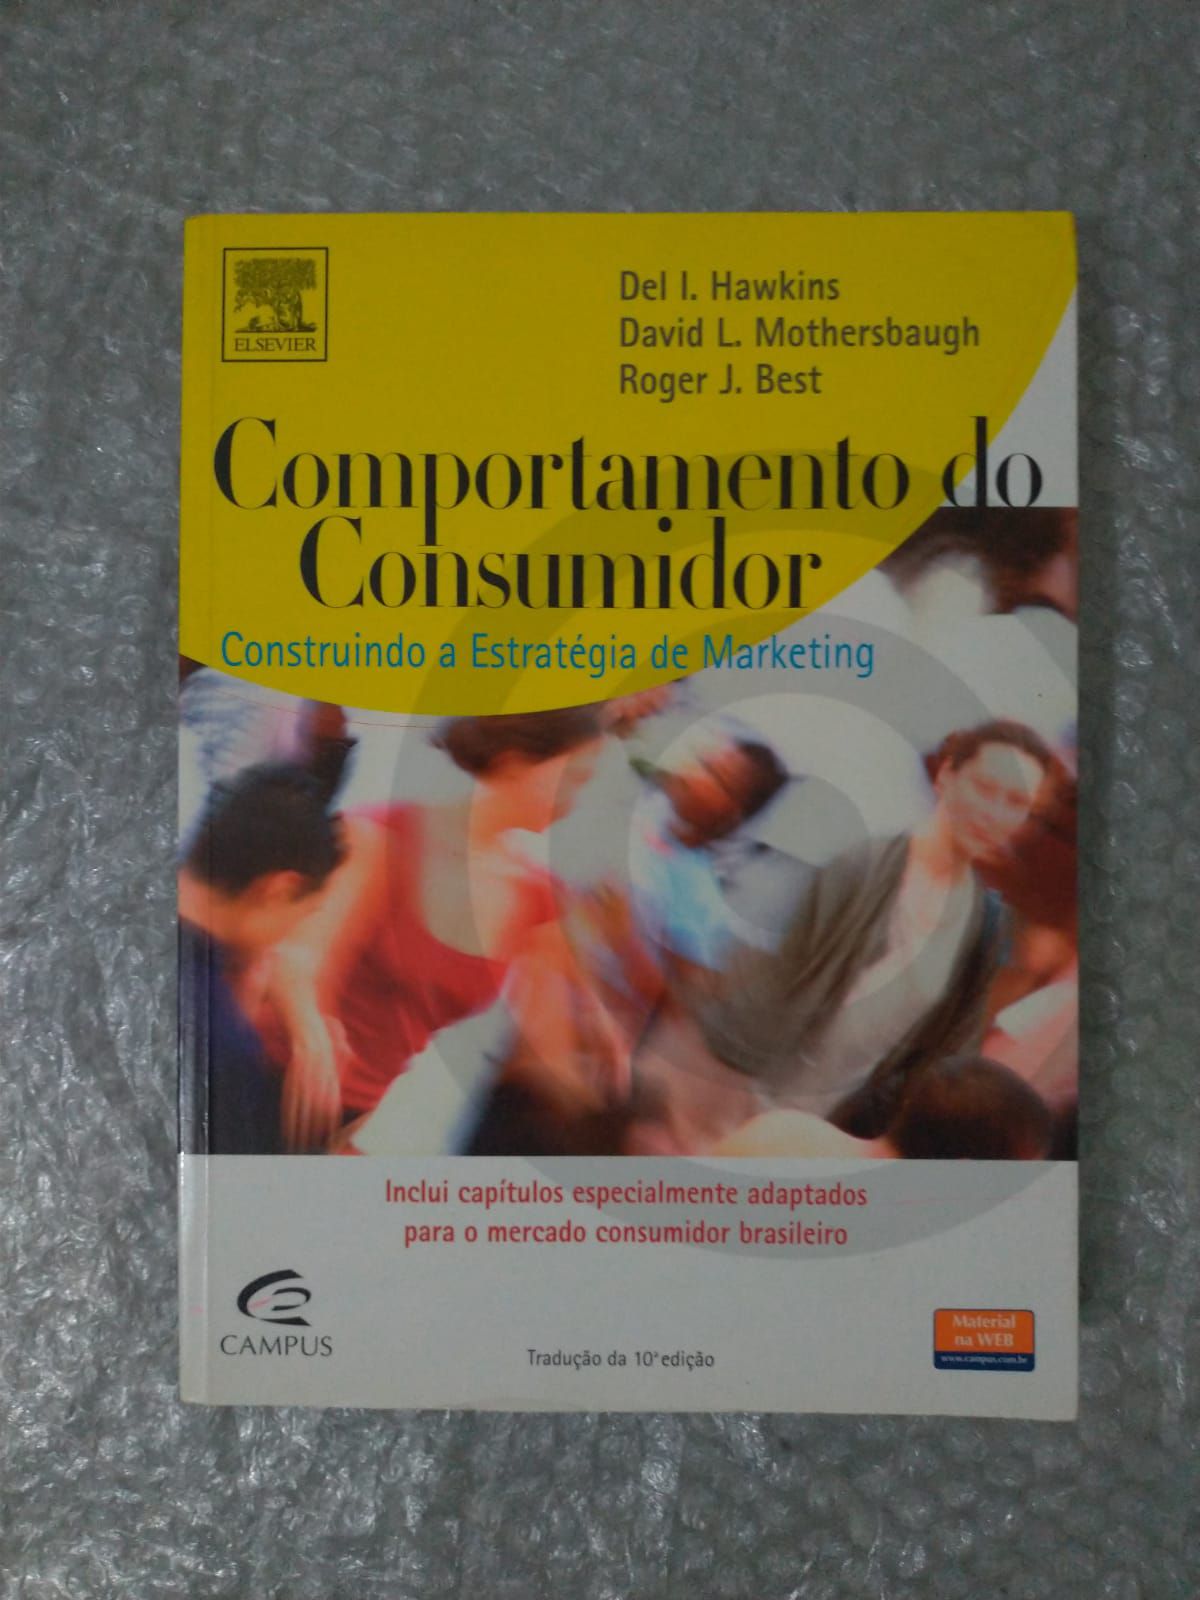 ELSEVIER
Del I. Hawkins
David L. Mothersbaugh
Roger J. Best
Comportamento do
Consumidor
Construindo a Estratégia de Marketing
Inclui capítulos especialmente adaptados
para o mercado consumidor brasileiro
CAMPUS
Tradução da 10ª edição
Material
na WEB
www.campus.com.br